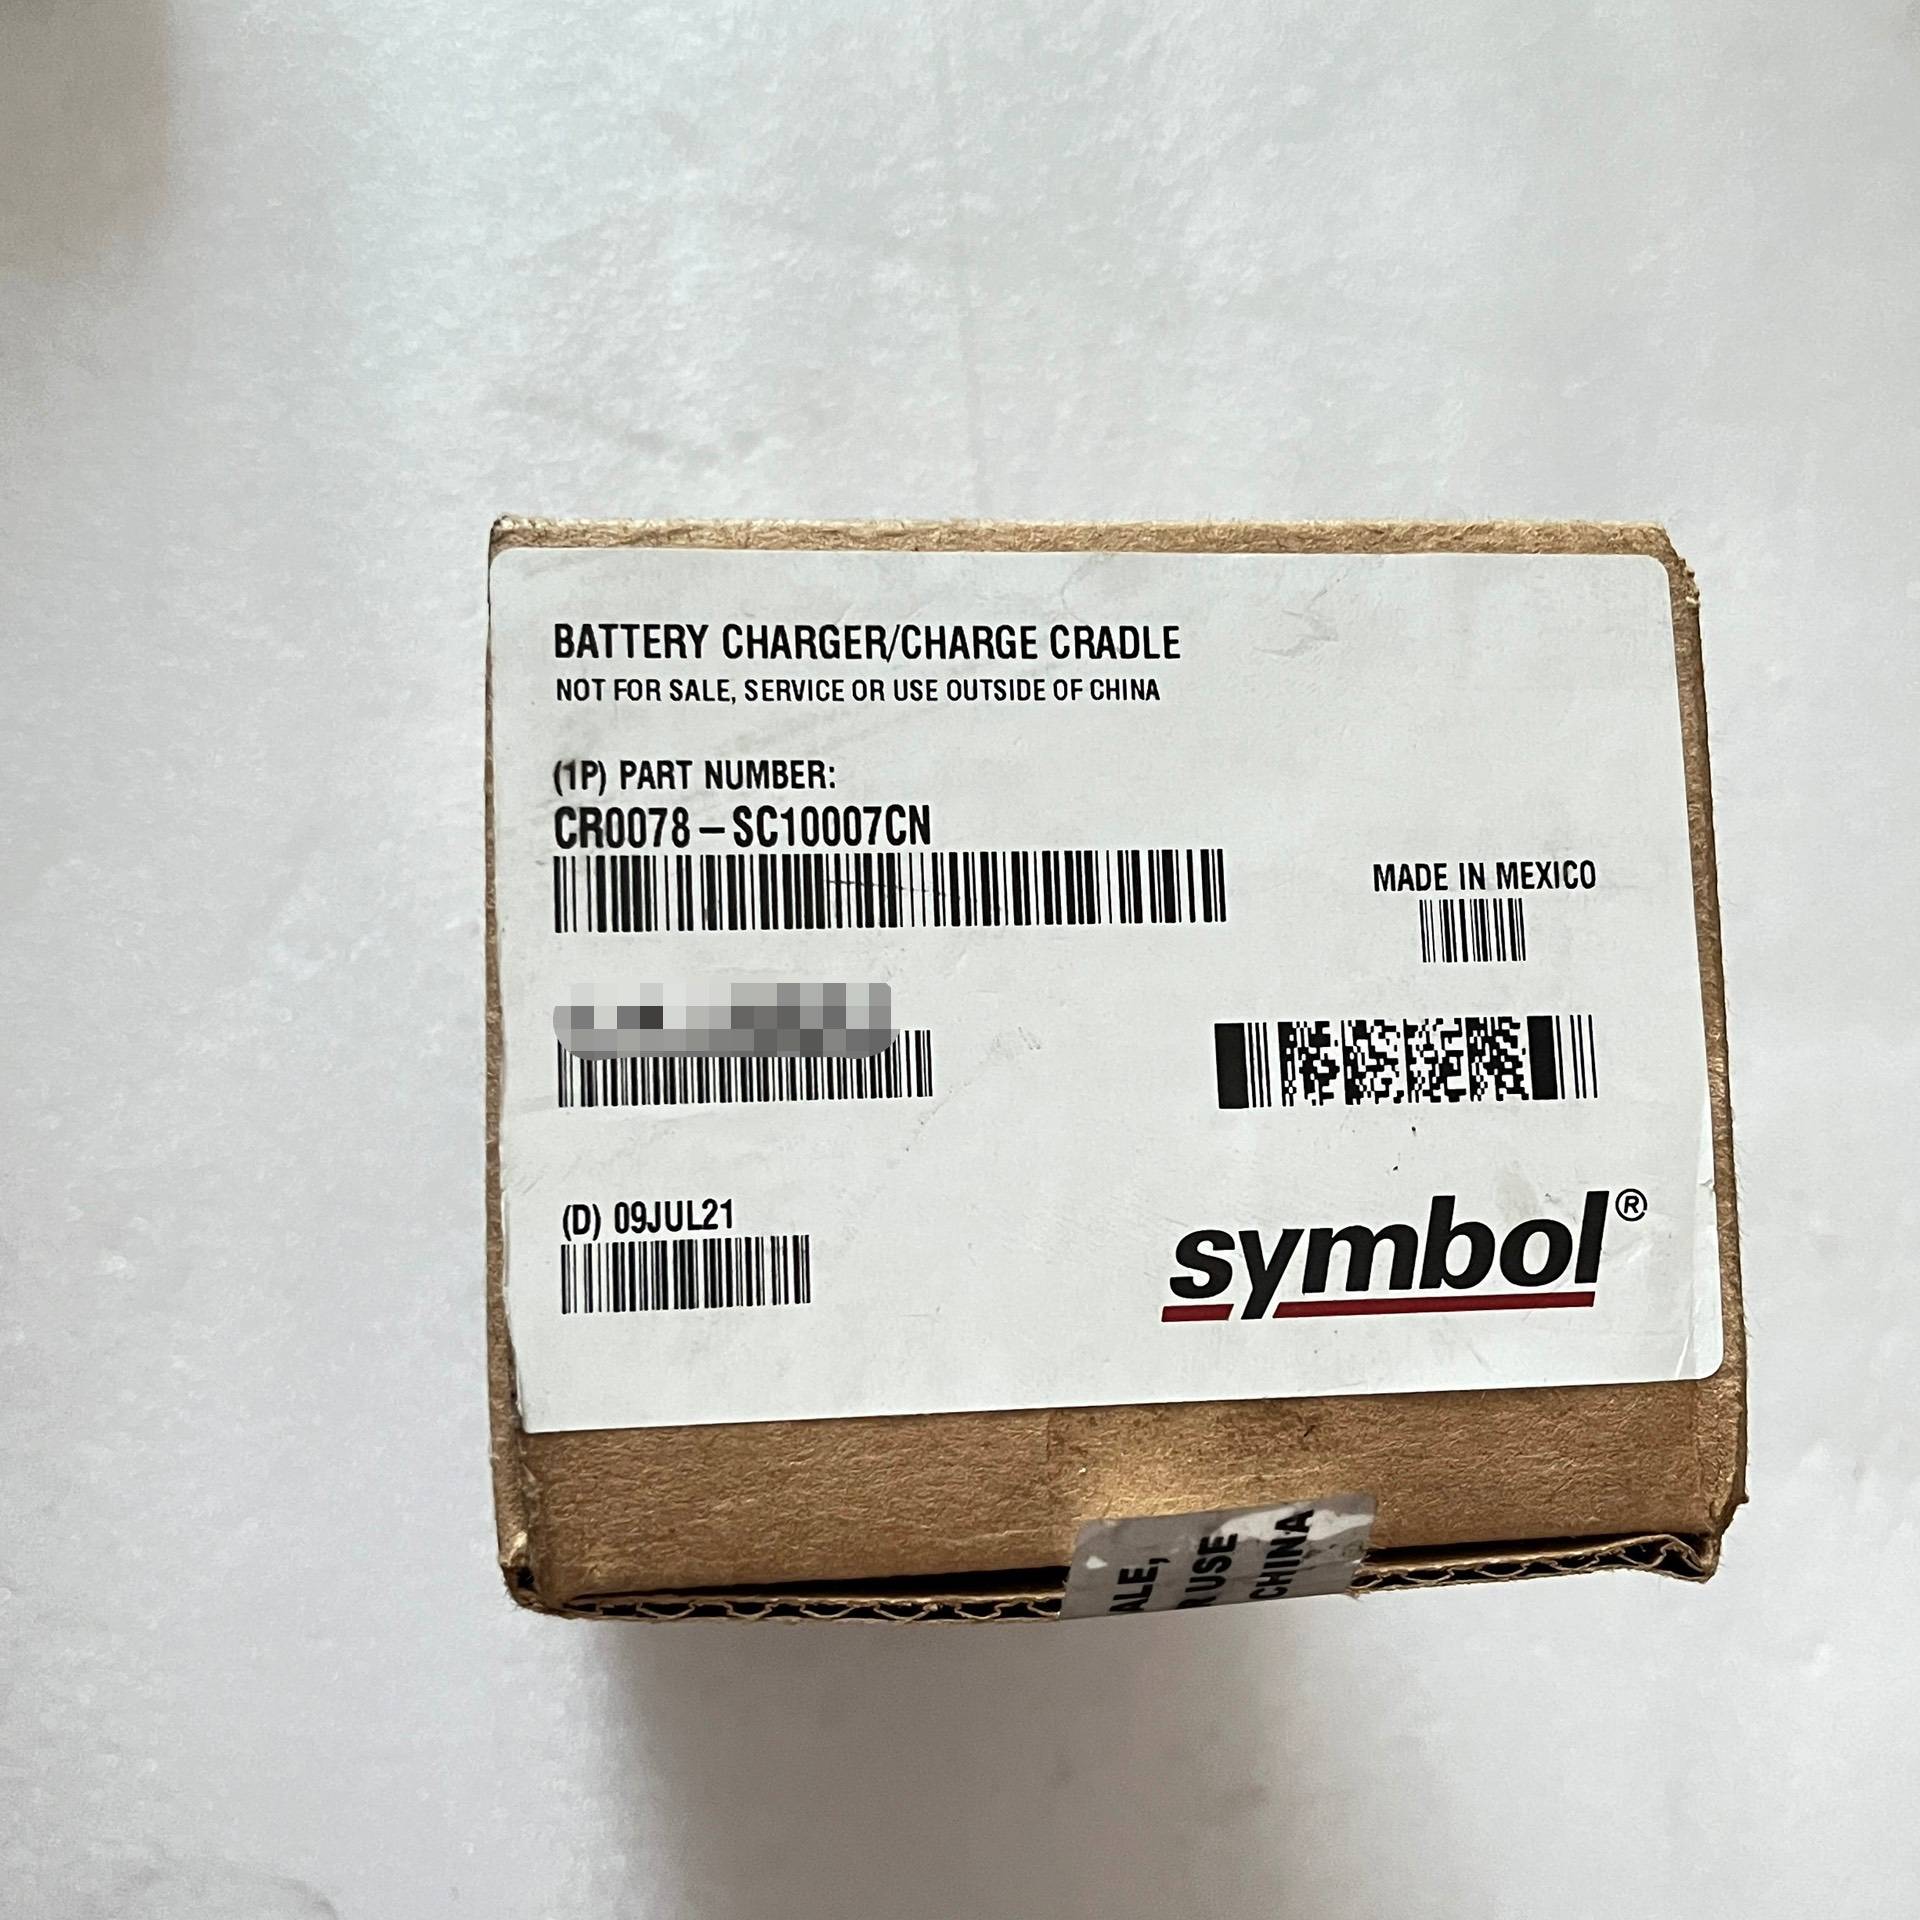 BATTERY CHARGER/CHARGE CRADLE
NOT FOR SALE, SERVICE OR USE OUTSIDE OF CHINA
(1P) PART NUMBER:
CR0078-SC10007CN
MADE IN MEXICO
(D) 09JUL21
symbol®
ALE,
R USE
CHINA